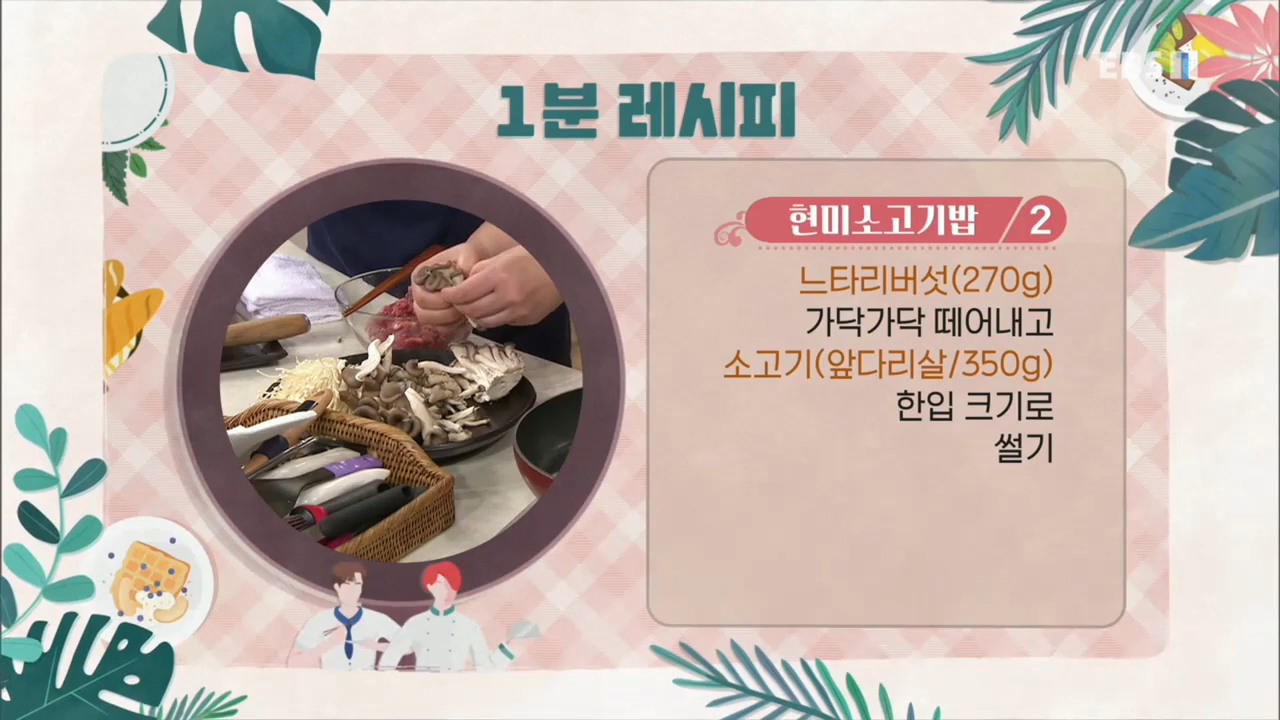 EBS
1분 레시피
현미소고기밥 / 2
느타리버섯(270g)
가닥가닥 떼어내고
소고기(앞다리살/350g)
한입 크기로
썰기